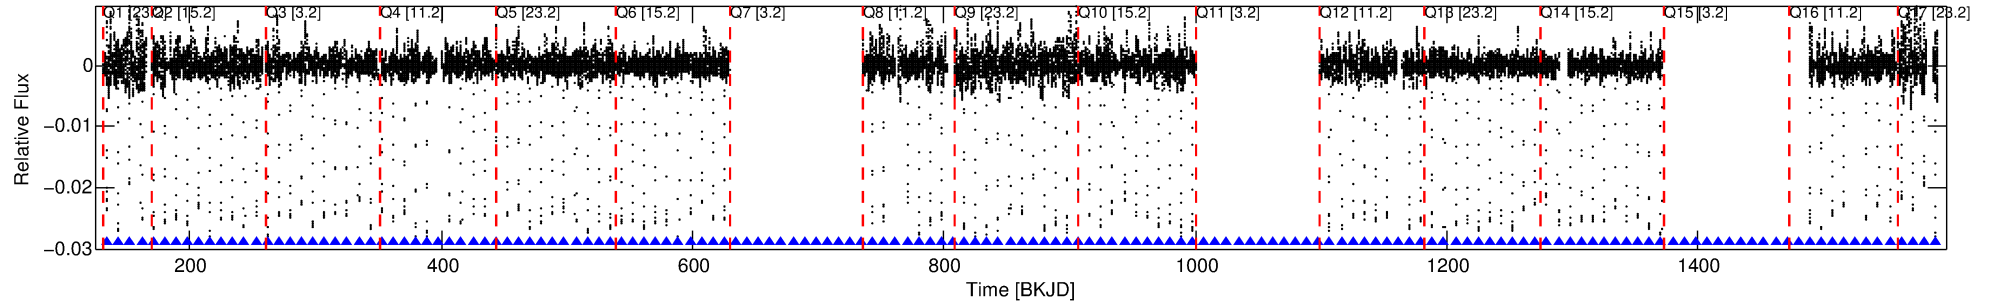 Q1 [23.2] Q2 [15.2] Q3 [3.2] Q4 [11.2] Q5 [23.2] Q6 [15.2] Q7 [3.2] Q8 [11.2] Q9 [23.2] Q10 [15.2] Q11 [3.2] Q12 [11.2] Q13 [23.2] Q14 [15.2] Q15 [3.2] Q16 [11.2] Q17 [23.2]
0
−0.01
−0.02
−0.03
Relative Flux
200 400 600 800 1000 1200 1400
Time [BKJD]